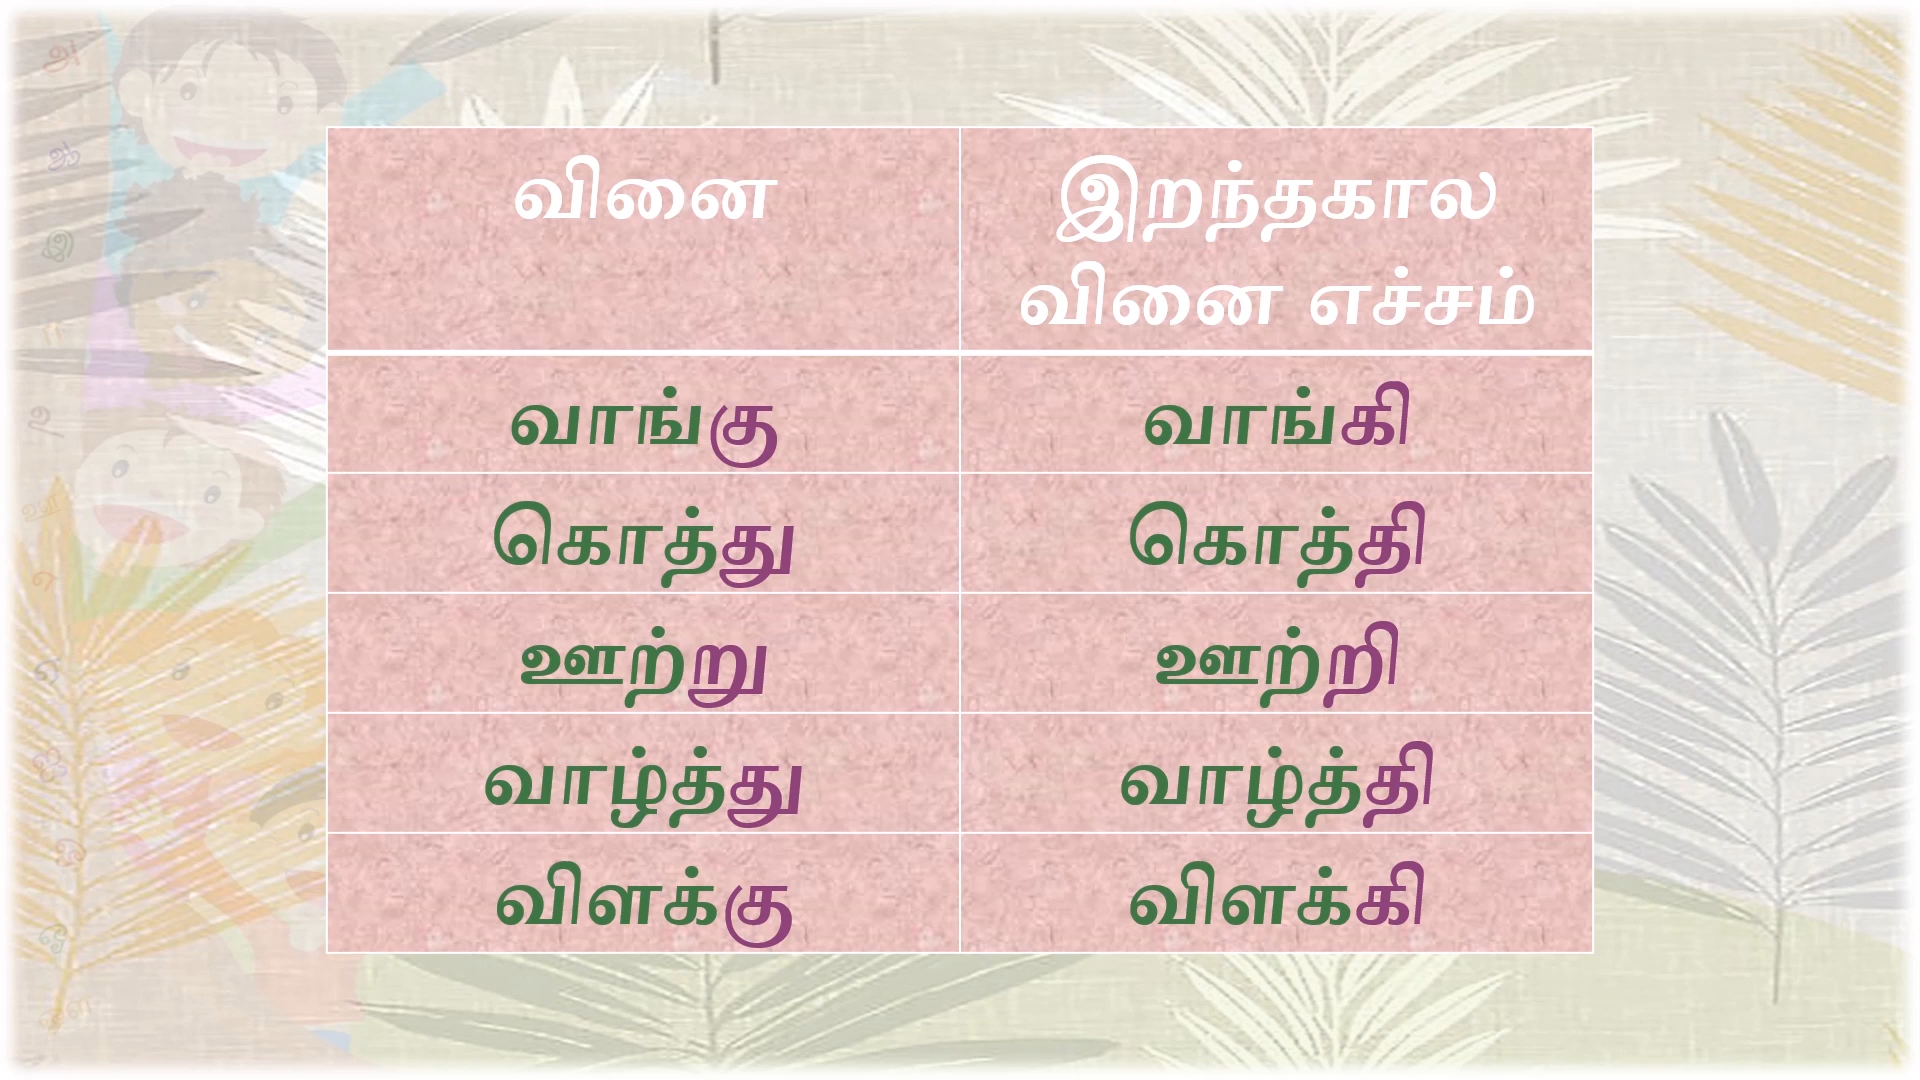 வினை
இறந்தகால
வினை எச்சம்
வாங்கு வாங்கி
கொத்து கொத்தி
ஊற்று ஊற்றி
வாழ்த்து வாழ்த்தி
விளக்கு விளக்கி